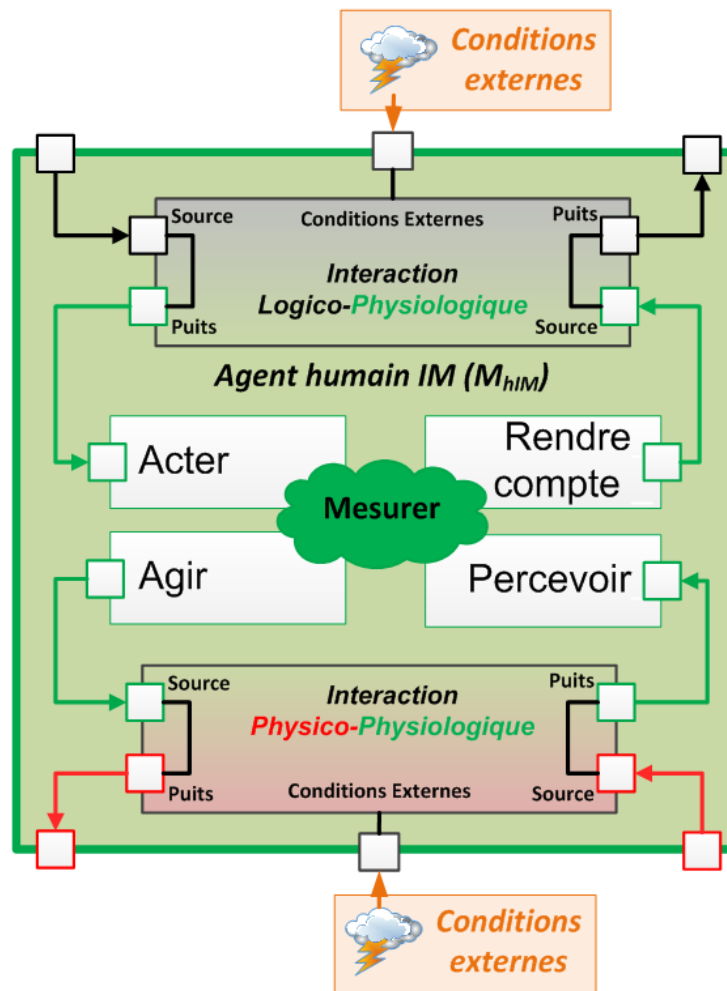 Conditions
externes
Source
Conditions Externes
Puits
Interaction
Logico-Physiologique
Puits
Source
Agent humain IM (MhIM)
Acter
Rendre
compte
Mesurer
Agir
Percevoir
Source
Interaction
Puits
Physico-Physiologique
Puits
Conditions Externes
Source
Conditions
externes